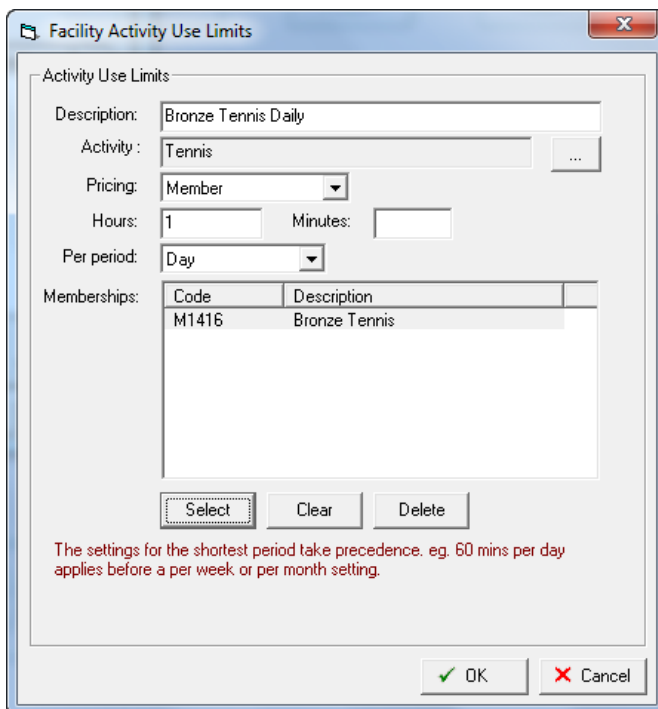 Facility Activity Use Limits
Activity Use Limits
Description: Bronze Tennis Daily
Activity : Tennis ...
Pricing: Member
Hours: 1 Minutes:
Per period: Day
Memberships: Code Description
M1416 Bronze Tennis
Select Clear Delete
The settings for the shortest period take precedence. eg. 60 mins per day
applies before a per week or per month setting.
OK Cancel